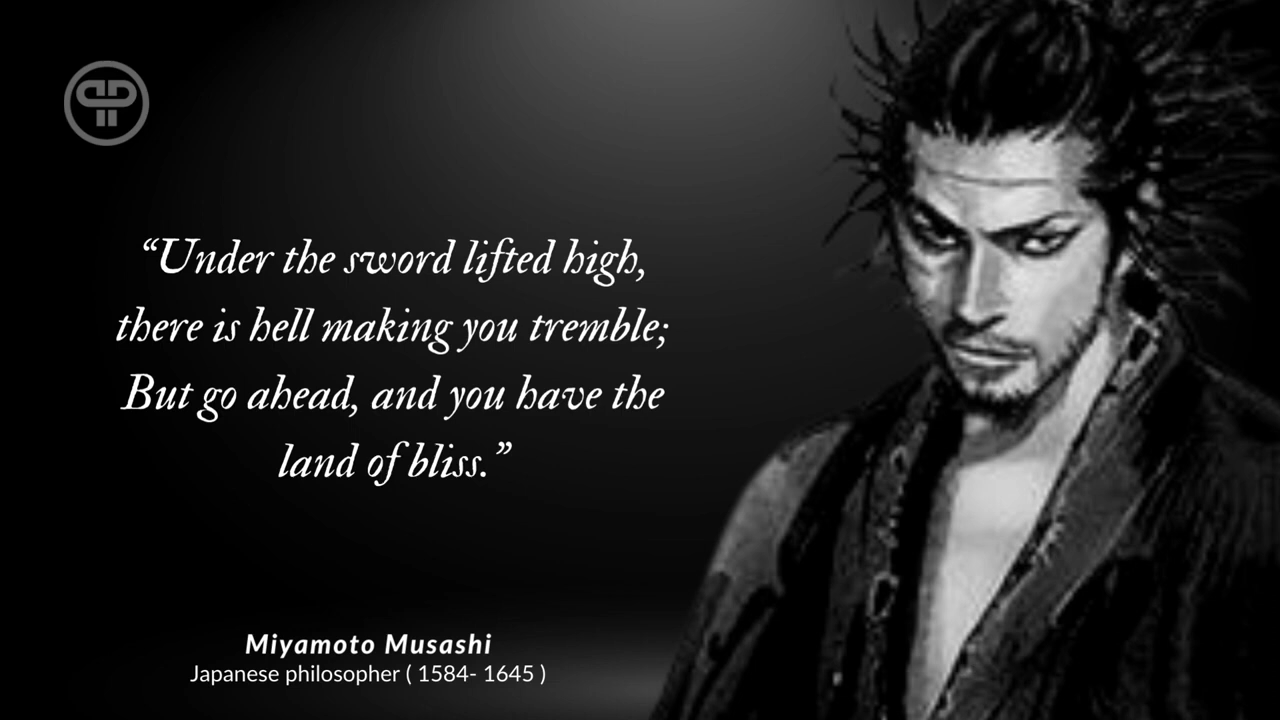 “Under the sword lifted high,
there is hell making you tremble;
But go ahead, and you have the
land of bliss.”
Miyamoto Musashi
Japanese philosopher ( 1584- 1645 )